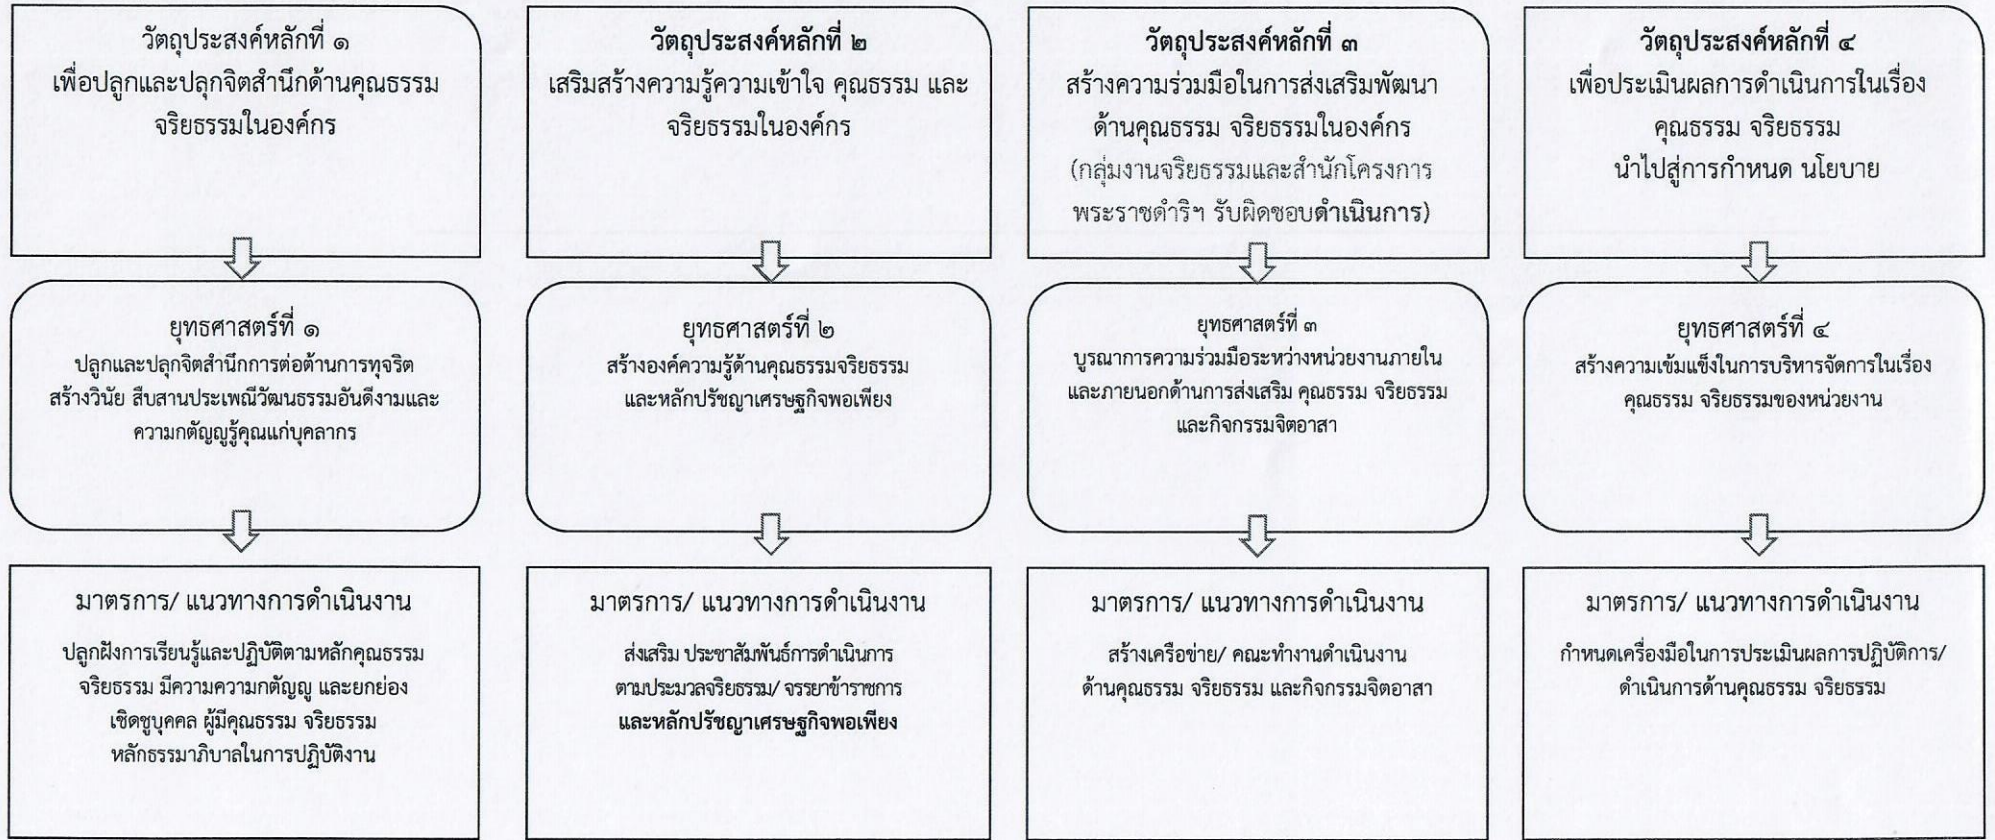 วัตถุประสงค์หลักที่ ๑
เพื่อปลูกและปลุกจิตสำนึกด้านคุณธรรม
จริยธรรมในองค์กร
วัตถุประสงค์หลักที่ ๒
เสริมสร้างความรู้ความเข้าใจ คุณธรรม และ
จริยธรรมในองค์กร
วัตถุประสงค์หลักที่ ๓
สร้างความร่วมมือในการส่งเสริมพัฒนา
ด้านคุณธรรม จริยธรรมในองค์กร
(กลุ่มงานจริยธรรมและสำนักโครงการ
พระราชดำริฯ รับผิดชอบดำเนินการ)
วัตถุประสงค์หลักที่ ๔
เพื่อประเมินผลการดำเนินการในเรื่อง
คุณธรรม จริยธรรม
นำไปสู่การกำหนด นโยบาย
ยุทธศาสตร์ที่ ๑
ปลูกและปลุกจิตสำนึกการต่อต้านการทุจริต
สร้างวินัย สืบสานประเพณีวัฒนธรรมอันดีงามและ
ความกตัญญูรู้คุณแก่บุคลากร
ยุทธศาสตร์ที่ ๒
สร้างองค์ความรู้ด้านคุณธรรมจริยธรรม
และหลักปรัชญาเศรษฐกิจพอเพียง
ยุทธศาสตร์ที่ ๓
บูรณาการความร่วมมือระหว่างหน่วยงานภายใน
และภายนอกด้านการส่งเสริม คุณธรรม จริยธรรม
และกิจกรรมจิตอาสา
ยุทธศาสตร์ที่ ๔
สร้างความเข้มแข็งในการบริหารจัดการในเรื่อง
คุณธรรม จริยธรรมของหน่วยงาน
มาตรการ/ แนวทางการดำเนินงาน
ปลูกฝังการเรียนรู้และปฏิบัติตามหลักคุณธรรม
จริยธรรม มีความความกตัญญู และยกย่อง
เชิดชูบุคคล ผู้มีคุณธรรม จริยธรรม
หลักธรรมาภิบาลในการปฏิบัติงาน
มาตรการ/ แนวทางการดำเนินงาน
ส่งเสริม ประชาสัมพันธ์การดำเนินการ
ตามประมวลจริยธรรม/ จรรยาข้าราชการ
และหลักปรัชญาเศรษฐกิจพอเพียง
มาตรการ/ แนวทางการดำเนินงาน
สร้างเครือข่าย/ คณะทำงานดำเนินงาน
ด้านคุณธรรม จริยธรรม และกิจกรรมจิตอาสา
มาตรการ/ แนวทางการดำเนินงาน
กำหนดเครื่องมือในการประเมินผลการปฏิบัติการ/
ดำเนินการด้านคุณธรรม จริยธรรม